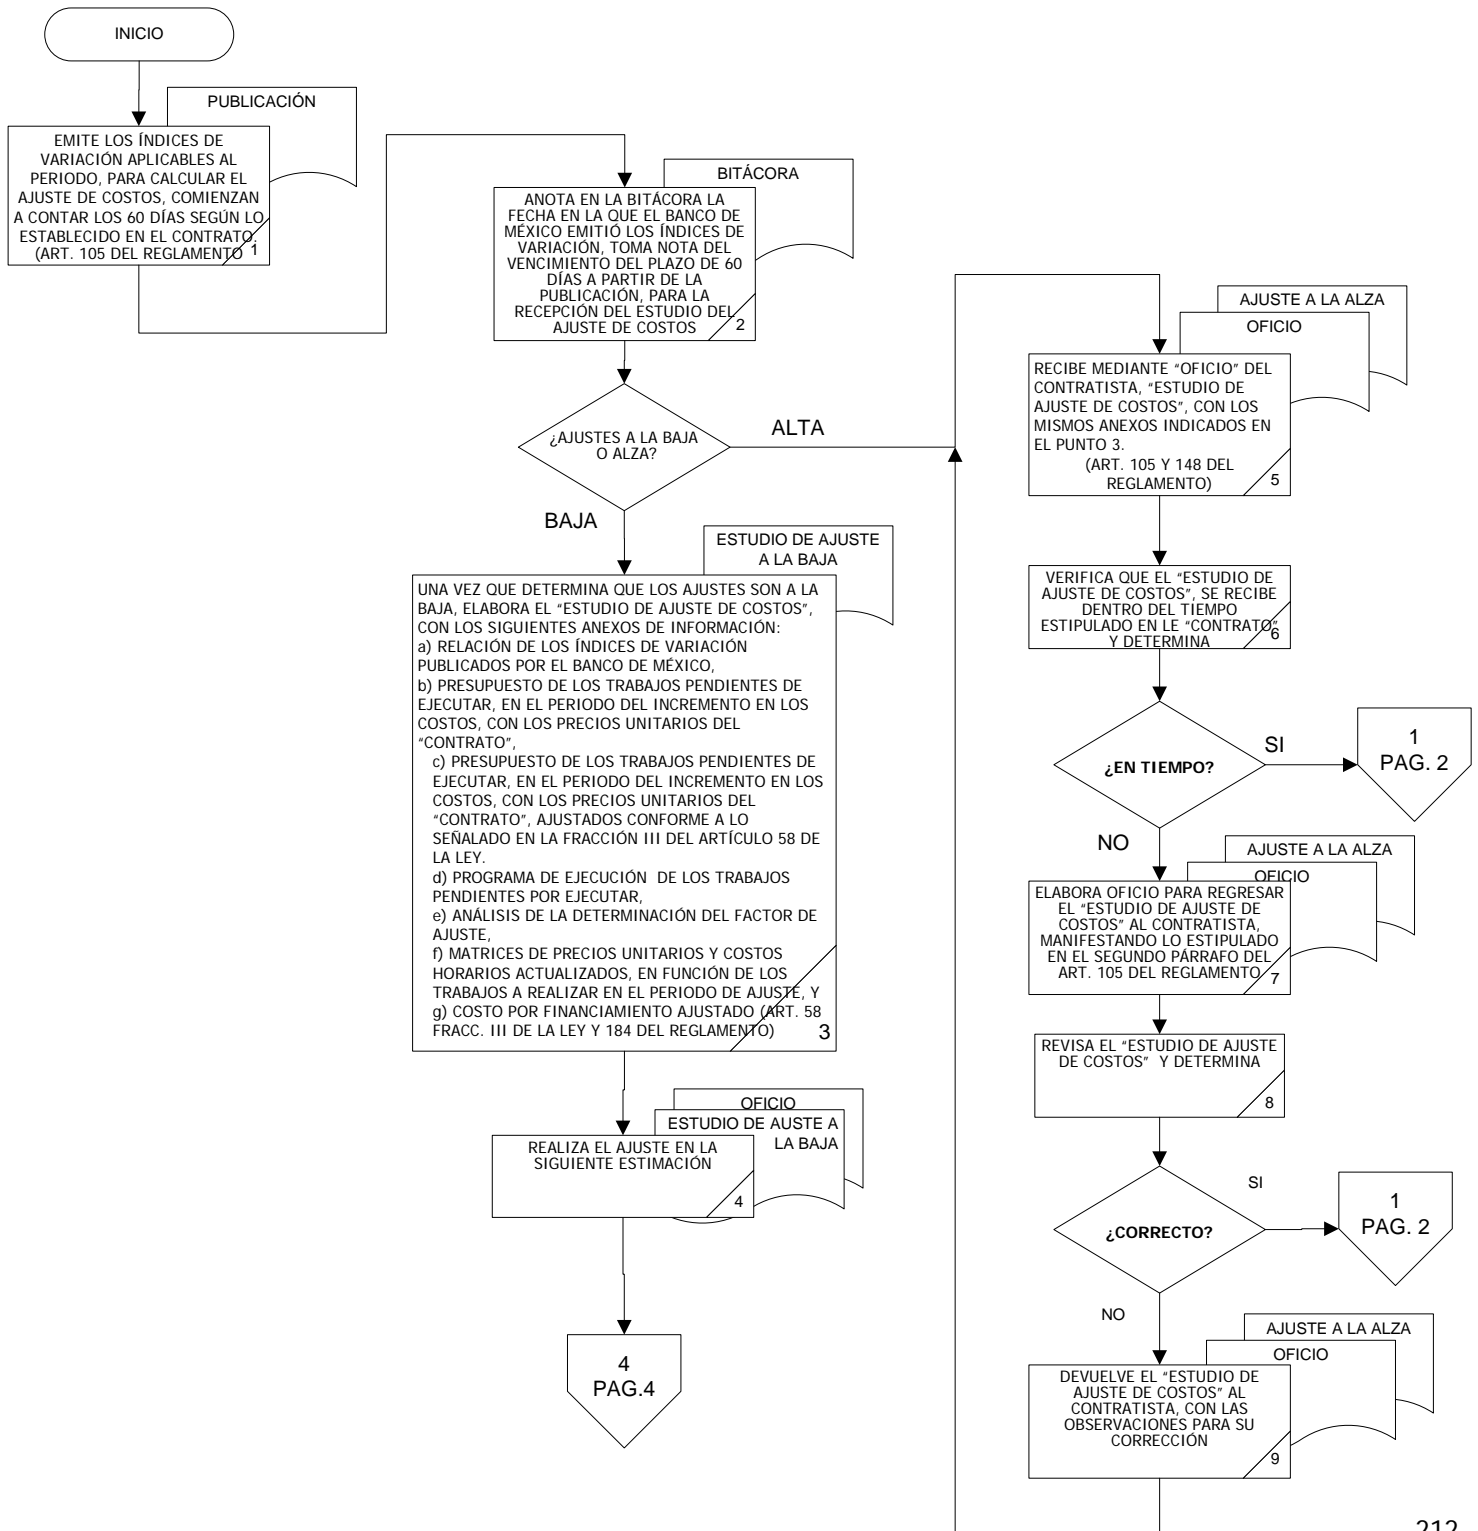 INICIO
PUBLICACIÓN
EMITE LOS ÍNDICES DE
VARIACIÓN APLICABLES AL
PERIODO, PARA CALCULAR EL
AJUSTE DE COSTOS, COMIENZAN
A CONTAR LOS 60 DÍAS SEGÚN LO
ESTABLECIDO EN EL CONTRATO.
(ART. 105 DEL REGLAMENTO
1
BITÁCORA
ANOTA EN LA BITÁCORA LA
FECHA EN LA QUE EL BANCO DE
MÉXICO EMITIÓ LOS ÍNDICES DE
VARIACIÓN, TOMA NOTA DEL
VENCIMIENTO DEL PLAZO DE 60
DÍAS A PARTIR DE LA
PUBLICACIÓN, PARA LA
RECEPCIÓN DEL ESTUDIO DEL
AJUSTE DE COSTOS
2
¿AJUSTES A LA BAJA
O ALZA?
ALTA
BAJA
ESTUDIO DE AJUSTE
A LA BAJA
UNA VEZ QUE DETERMINA QUE LOS AJUSTES SON A LA
BAJA, ELABORA EL “ESTUDIO DE AJUSTE DE COSTOS”,
CON LOS SIGUIENTES ANEXOS DE INFORMACIÓN:
a) RELACIÓN DE LOS ÍNDICES DE VARIACIÓN
PUBLICADOS POR EL BANCO DE MÉXICO,
b) PRESUPUESTO DE LOS TRABAJOS PENDIENTES DE
EJECUTAR, EN EL PERIODO DEL INCREMENTO EN LOS
COSTOS, CON LOS PRECIOS UNITARIOS DEL
“CONTRATO”,
c) PRESUPUESTO DE LOS TRABAJOS PENDIENTES DE
EJECUTAR, EN EL PERIODO DEL INCREMENTO EN LOS
COSTOS, CON LOS PRECIOS UNITARIOS DEL
“CONTRATO”, AJUSTADOS CONFORME A LO
SEÑALADO EN LA FRACCIÓN III DEL ARTÍCULO 58 DE
LA LEY.
d) PROGRAMA DE EJECUCIÓN DE LOS TRABAJOS
PENDIENTES POR EJECUTAR,
e) ANÁLISIS DE LA DETERMINACIÓN DEL FACTOR DE
AJUSTE,
f) MATRICES DE PRECIOS UNITARIOS Y COSTOS
HORARIOS ACTUALIZADOS, EN FUNCIÓN DE LOS
TRABAJOS A REALIZAR EN EL PERIODO DE AJUSTE, Y
g) COSTO POR FINANCIAMIENTO AJUSTADO (ART. 58
FRACC. III DE LA LEY Y 184 DEL REGLAMENTO)
3
OFICIO
ESTUDIO DE AUSTE A
LA BAJA
REALIZA EL AJUSTE EN LA
SIGUIENTE ESTIMACIÓN
4
4
PAG.4
AJUSTE A LA ALZA
OFICIO
RECIBE MEDIANTE “OFICIO” DEL
CONTRATISTA, “ESTUDIO DE
AJUSTE DE COSTOS”, CON LOS
MISMOS ANEXOS INDICADOS EN
EL PUNTO 3.
(ART. 105 Y 148 DEL
REGLAMENTO)
5
VERIFICA QUE EL “ESTUDIO DE
AJUSTE DE COSTOS”, SE RECIBE
DENTRO DEL TIEMPO
ESTIPULADO EN LE “CONTRATO”
Y DETERMINA
6
¿EN TIEMPO?
SI
1
PAG. 2
NO
AJUSTE A LA ALZA
OFICIO
ELABORA OFICIO PARA REGRESAR
EL “ESTUDIO DE AJUSTE DE
COSTOS” AL CONTRATISTA,
MANIFESTANDO LO ESTIPULADO
EN EL SEGUNDO PÁRRAFO DEL
ART. 105 DEL REGLAMENTO
7
REVISA EL “ESTUDIO DE AJUSTE
DE COSTOS” Y DETERMINA
8
¿CORRECTO?
SI
1
PAG. 2
NO
AJUSTE A LA ALZA
OFICIO
DEVUELVE EL “ESTUDIO DE
AJUSTE DE COSTOS” AL
CONTRATISTA, CON LAS
OBSERVACIONES PARA SU
CORRECCIÓN
9
212